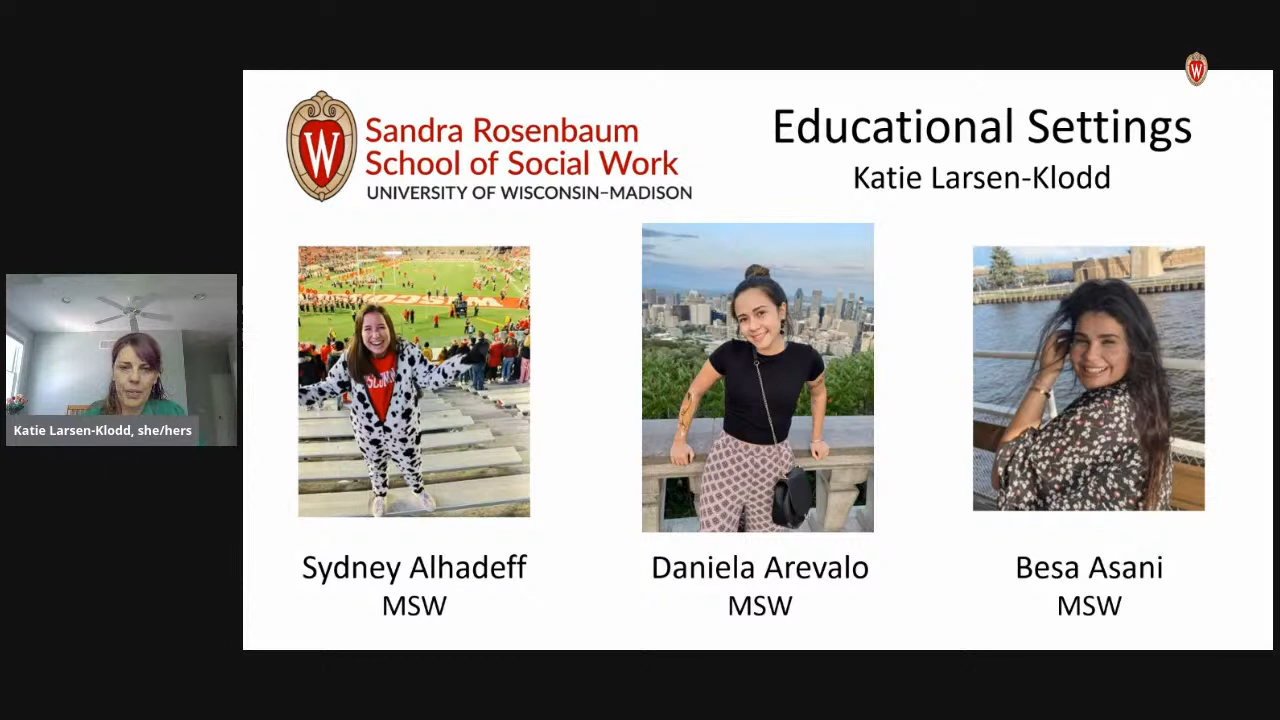 W
W
Sandra Rosenbaum
School of Social Work
UNIVERSITY OF WISCONSIN–MADISON
Educational Settings
Katie Larsen-Klodd
WISCO
Katie Larsen-Klodd, she/hers
Sydney Alhadeff
MSW
Daniela Arevalo
MSW
Besa Asani
MSW